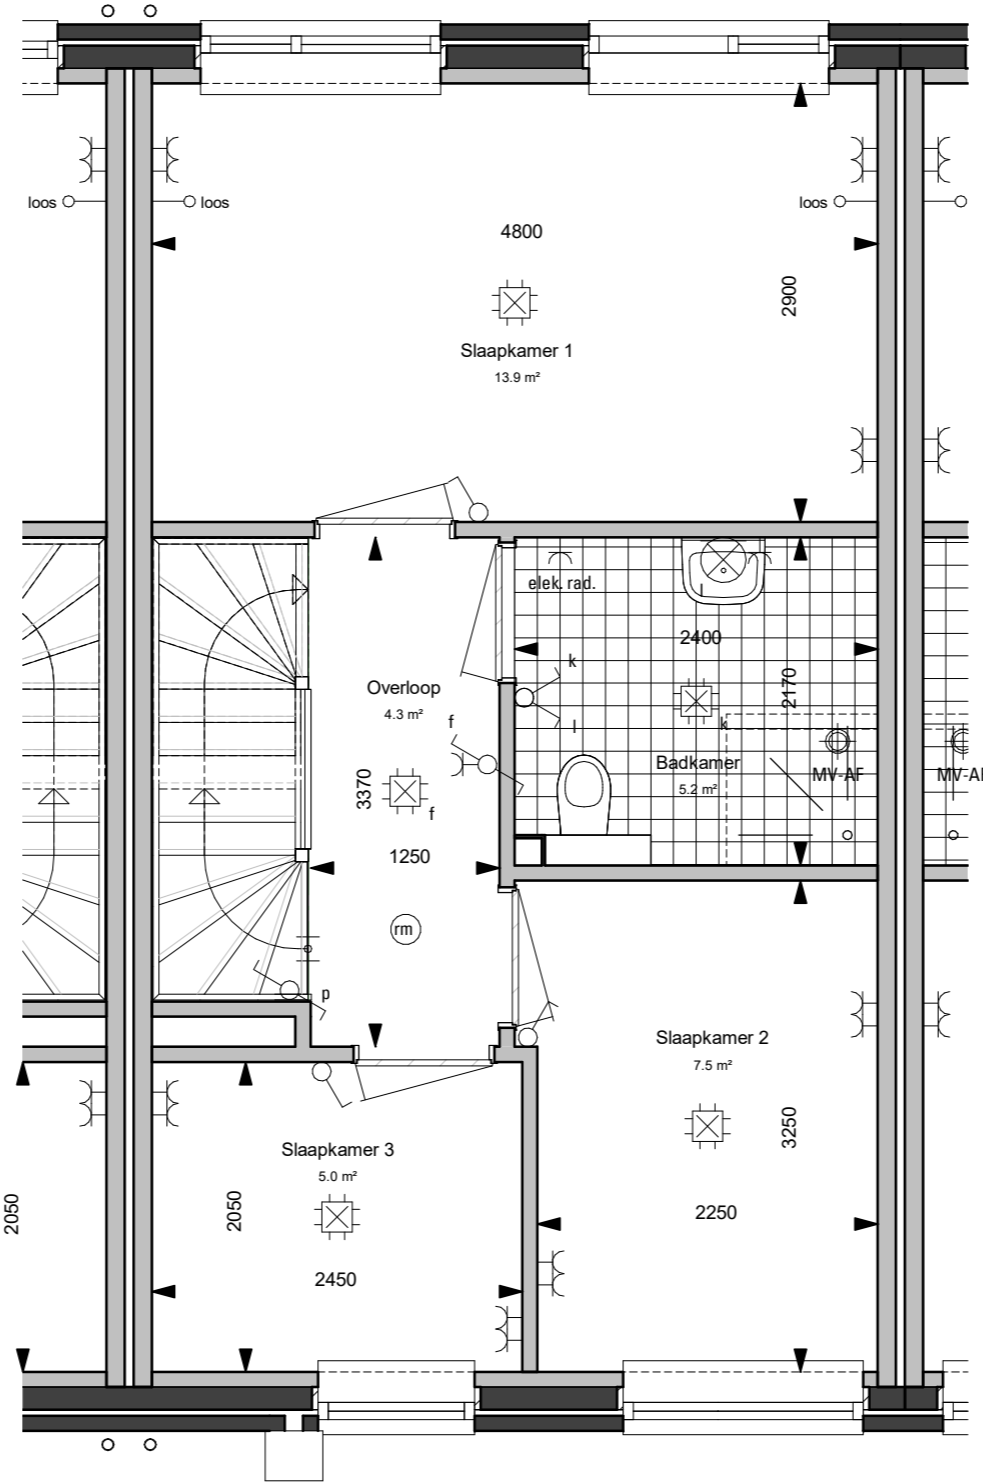 loos
loos
loos
4800
2900
Slaapkamer 1
13.9 m²
elek. rad.
2400
k
2170
Overloop
4.3 m²
f
l
k
Badkamer
5.2 m²
MV-AF
MV-AF
3370
f
1250
rm
p
Slaapkamer 2
7.5 m²
3250
Slaapkamer 3
5.0 m²
2050
2050
2250
2450